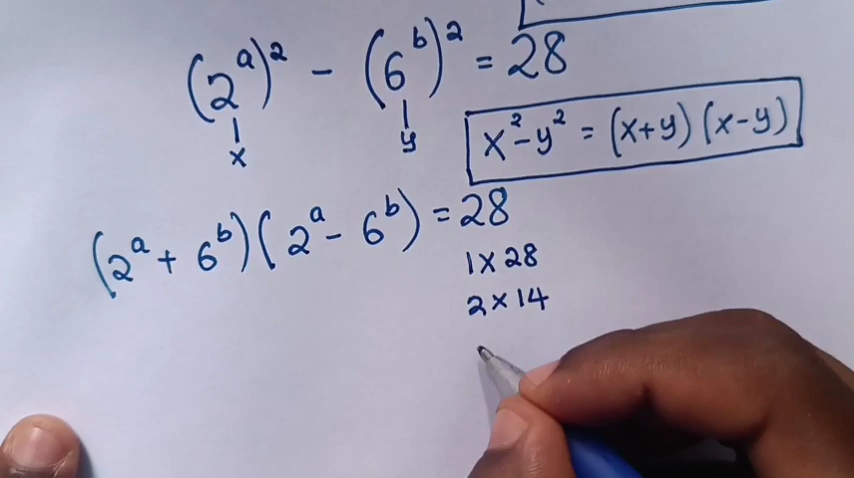 (2^a)^2 - (6^b)^2 = 28
x y
x^2 - y^2 = (x+y)(x-y)
(2^a + 6^b)(2^a - 6^b) = 28
1 x 28
2 x 14